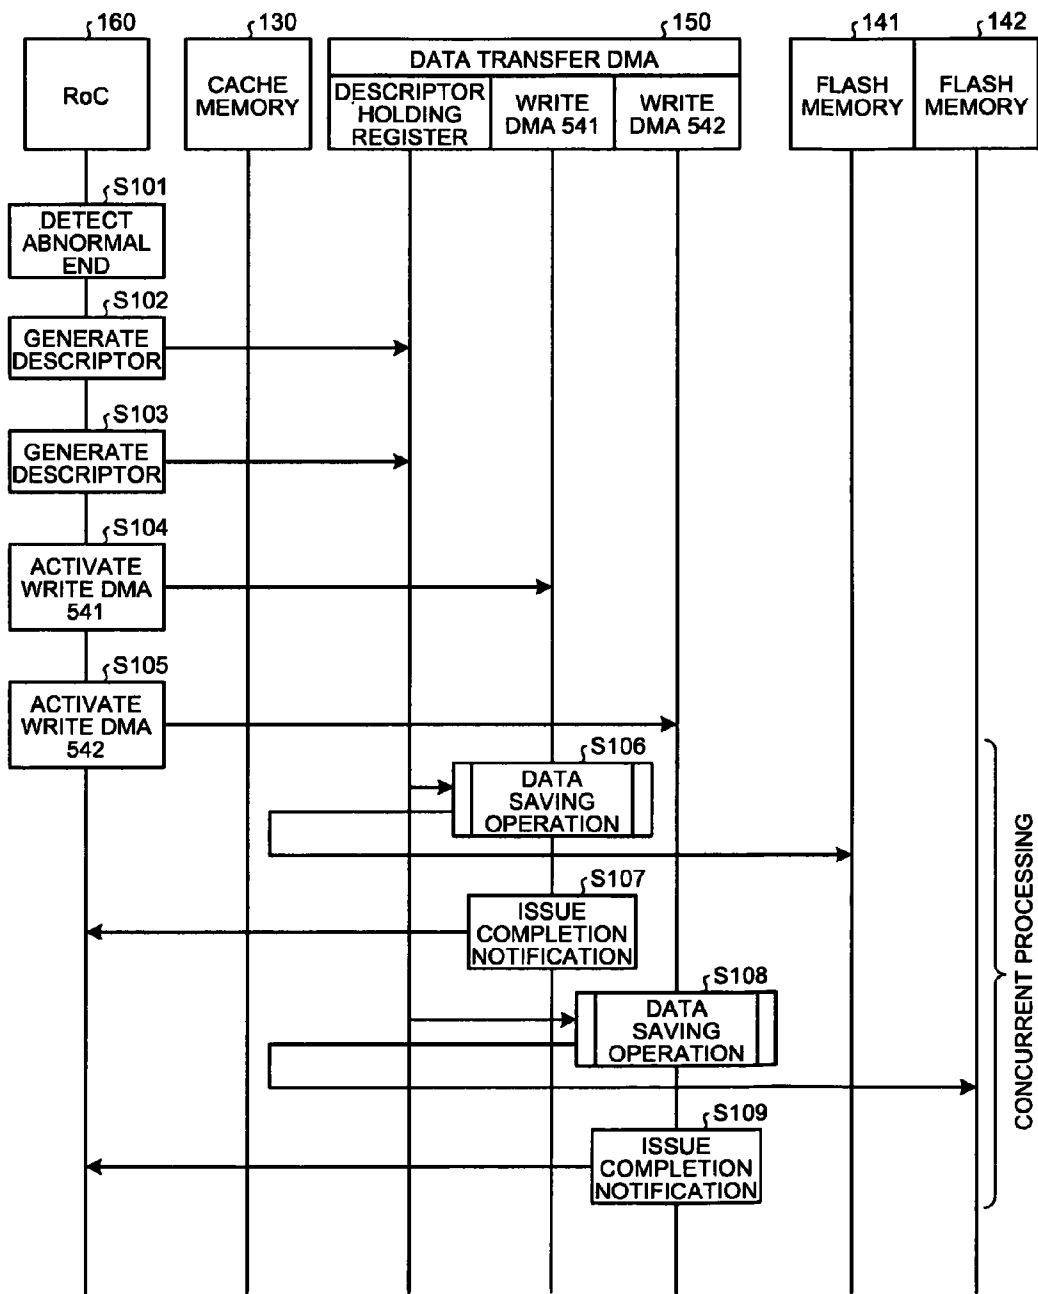 160
130
150
141
142
RoC
CACHE
MEMORY
DATA TRANSFER DMA
DESCRIPTOR
HOLDING
REGISTER
WRITE
DMA 541
WRITE
DMA 542
FLASH
MEMORY
FLASH
MEMORY
S101
DETECT
ABNORMAL
END
S102
GENERATE
DESCRIPTOR
S103
GENERATE
DESCRIPTOR
S104
ACTIVATE
WRITE DMA
541
S105
ACTIVATE
WRITE DMA
542
S106
DATA
SAVING
OPERATION
S107
ISSUE
COMPLETION
NOTIFICATION
S108
DATA
SAVING
OPERATION
S109
ISSUE
COMPLETION
NOTIFICATION
CONCURRENT PROCESSING